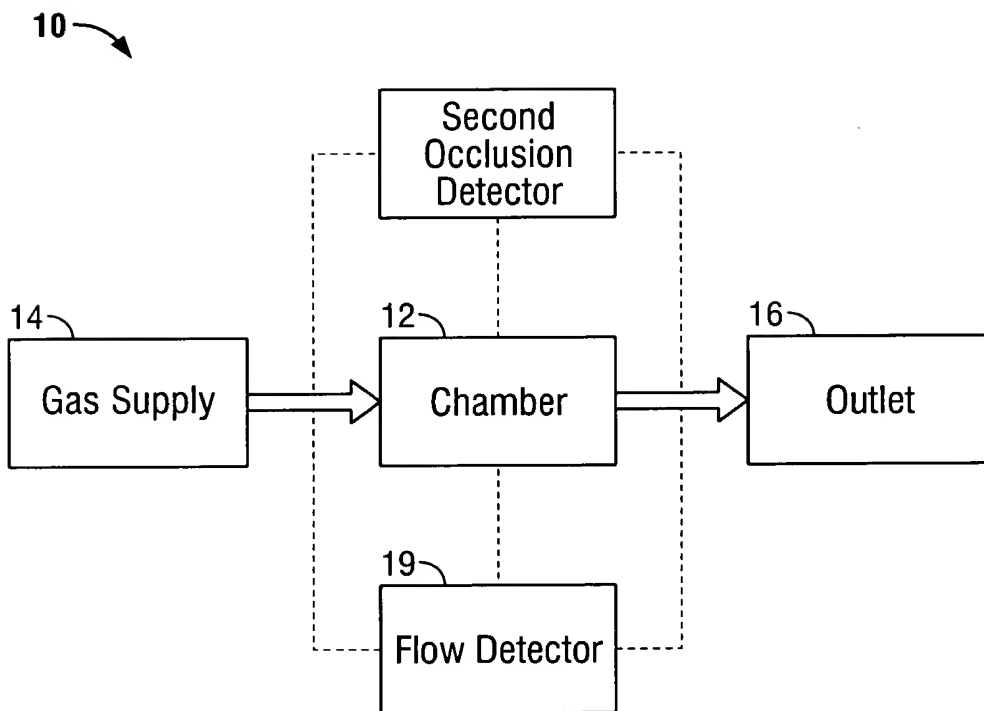 10
Second
Occlusion
Detector
14
Gas Supply
12
Chamber
16
Outlet
19
Flow Detector